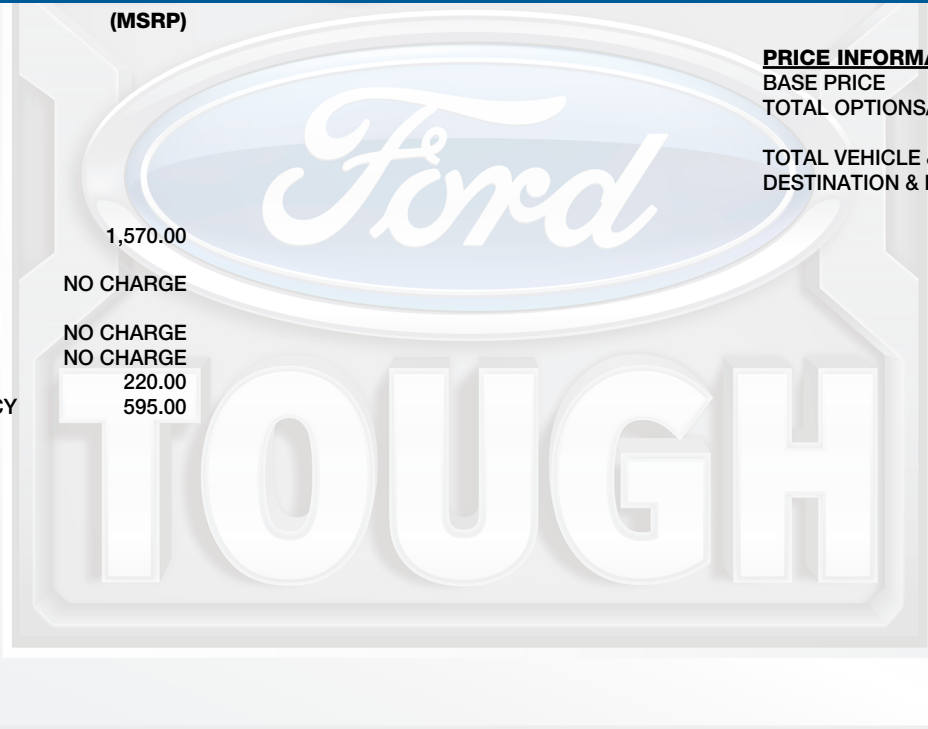 (MSRP)
1,570.00
NO CHARGE
NO CHARGE
NO CHARGE
220.00
CY 595.00
PRICE INFORMA
BASE PRICE
TOTAL OPTIONS
TOTAL VEHICLE &
DESTINATION &
Ford
TOUGH